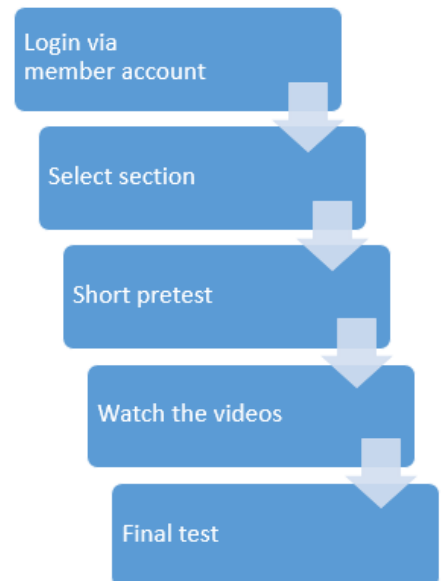 Login via
member account
Select section
Short pretest
Watch the videos
Final test